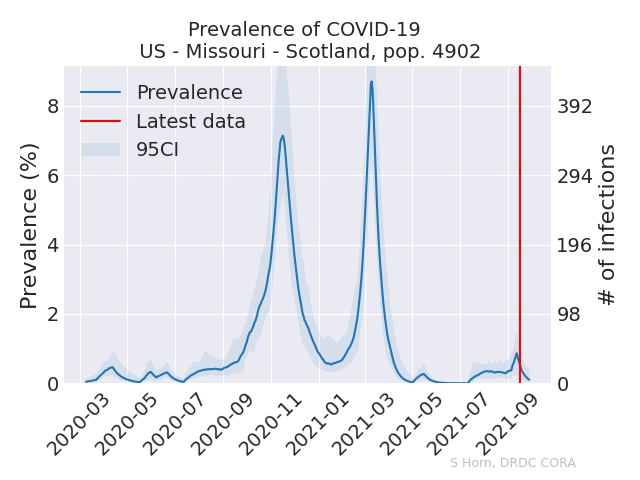 Prevalence of COVID-19
US - Missouri - Scotland, pop. 4902
Prevalence
Latest data
95CI
Prevalence (%)
8
6
4
2
0
392
294
196
98
0
# of infections
2020-03
2020-05
2020-07
2020-09
2020-11
2021-01
2021-03
2021-05
2021-07
2021-09
S Horn, DRDC CORA